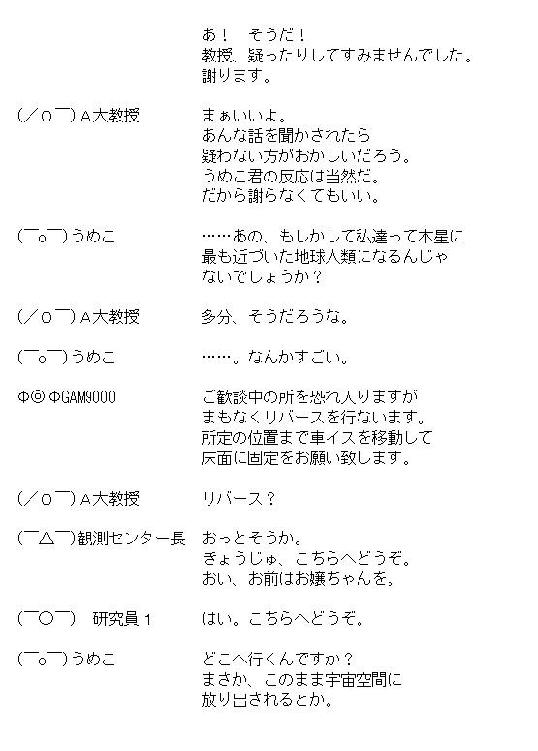 あ！　そうだ！
教授、疑ったりしてすみませんでした。
謝ります。
(／０￣)Ａ大教授　まぁいいよ。
あんな話を聞かされたら
疑わない方がおかしいだろう。
うめこ君の反応は当然だ。
だから謝らなくてもいい。
(￣o￣)うめこ　……あの、もしかして私達って木星に
最も近づいた地球人類になるんじゃ
ないでしょうか？
(／０￣)Ａ大教授　多分、そうだろうな。
(￣o￣)うめこ　……。なんかすごい。
Φ◎ΦGAM9000　ご歓談中の所を恐れ入りますが
まもなくリバースを行ないます。
所定の位置まで車イスを移動して
床面に固定をお願い致します。
(／０￣)Ａ大教授　リバース？
(￣△￣)観測センター長　おっとそうか。
きょうじゅ、こちらへどうぞ。
おい、お前はお嬢ちゃんを。
(￣○￣)　研究員１　はい。こちらへどうぞ。
(￣o￣)うめこ　どこへ行くんですか？
まさか、このまま宇宙空間に
放り出されるとか。